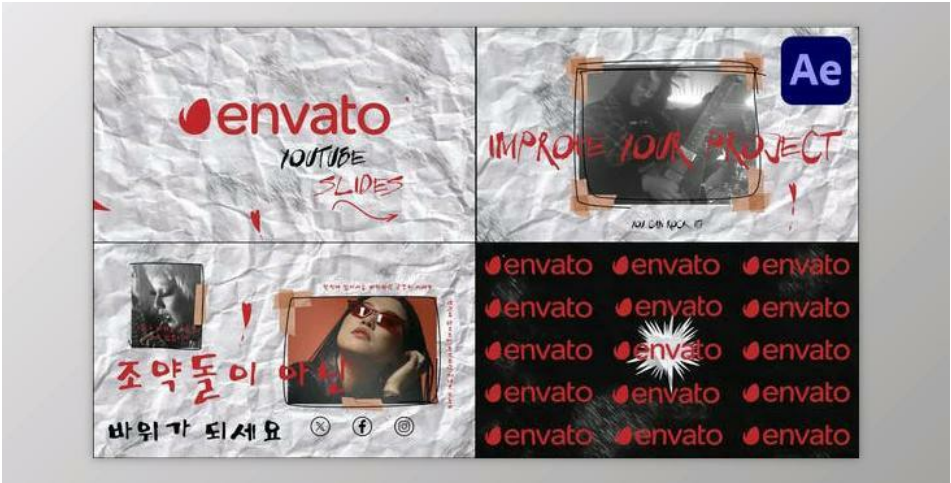 envato
YOUTUBE
SLIDES
Ae
IMPROVE YOUR PROJECT
!
YOU CAN ROCK IT!
조약돌이 아닌
바위가 되세요
envato envato envato
envato envato envato
envato envato envato
envato envato envato
envato envato envato